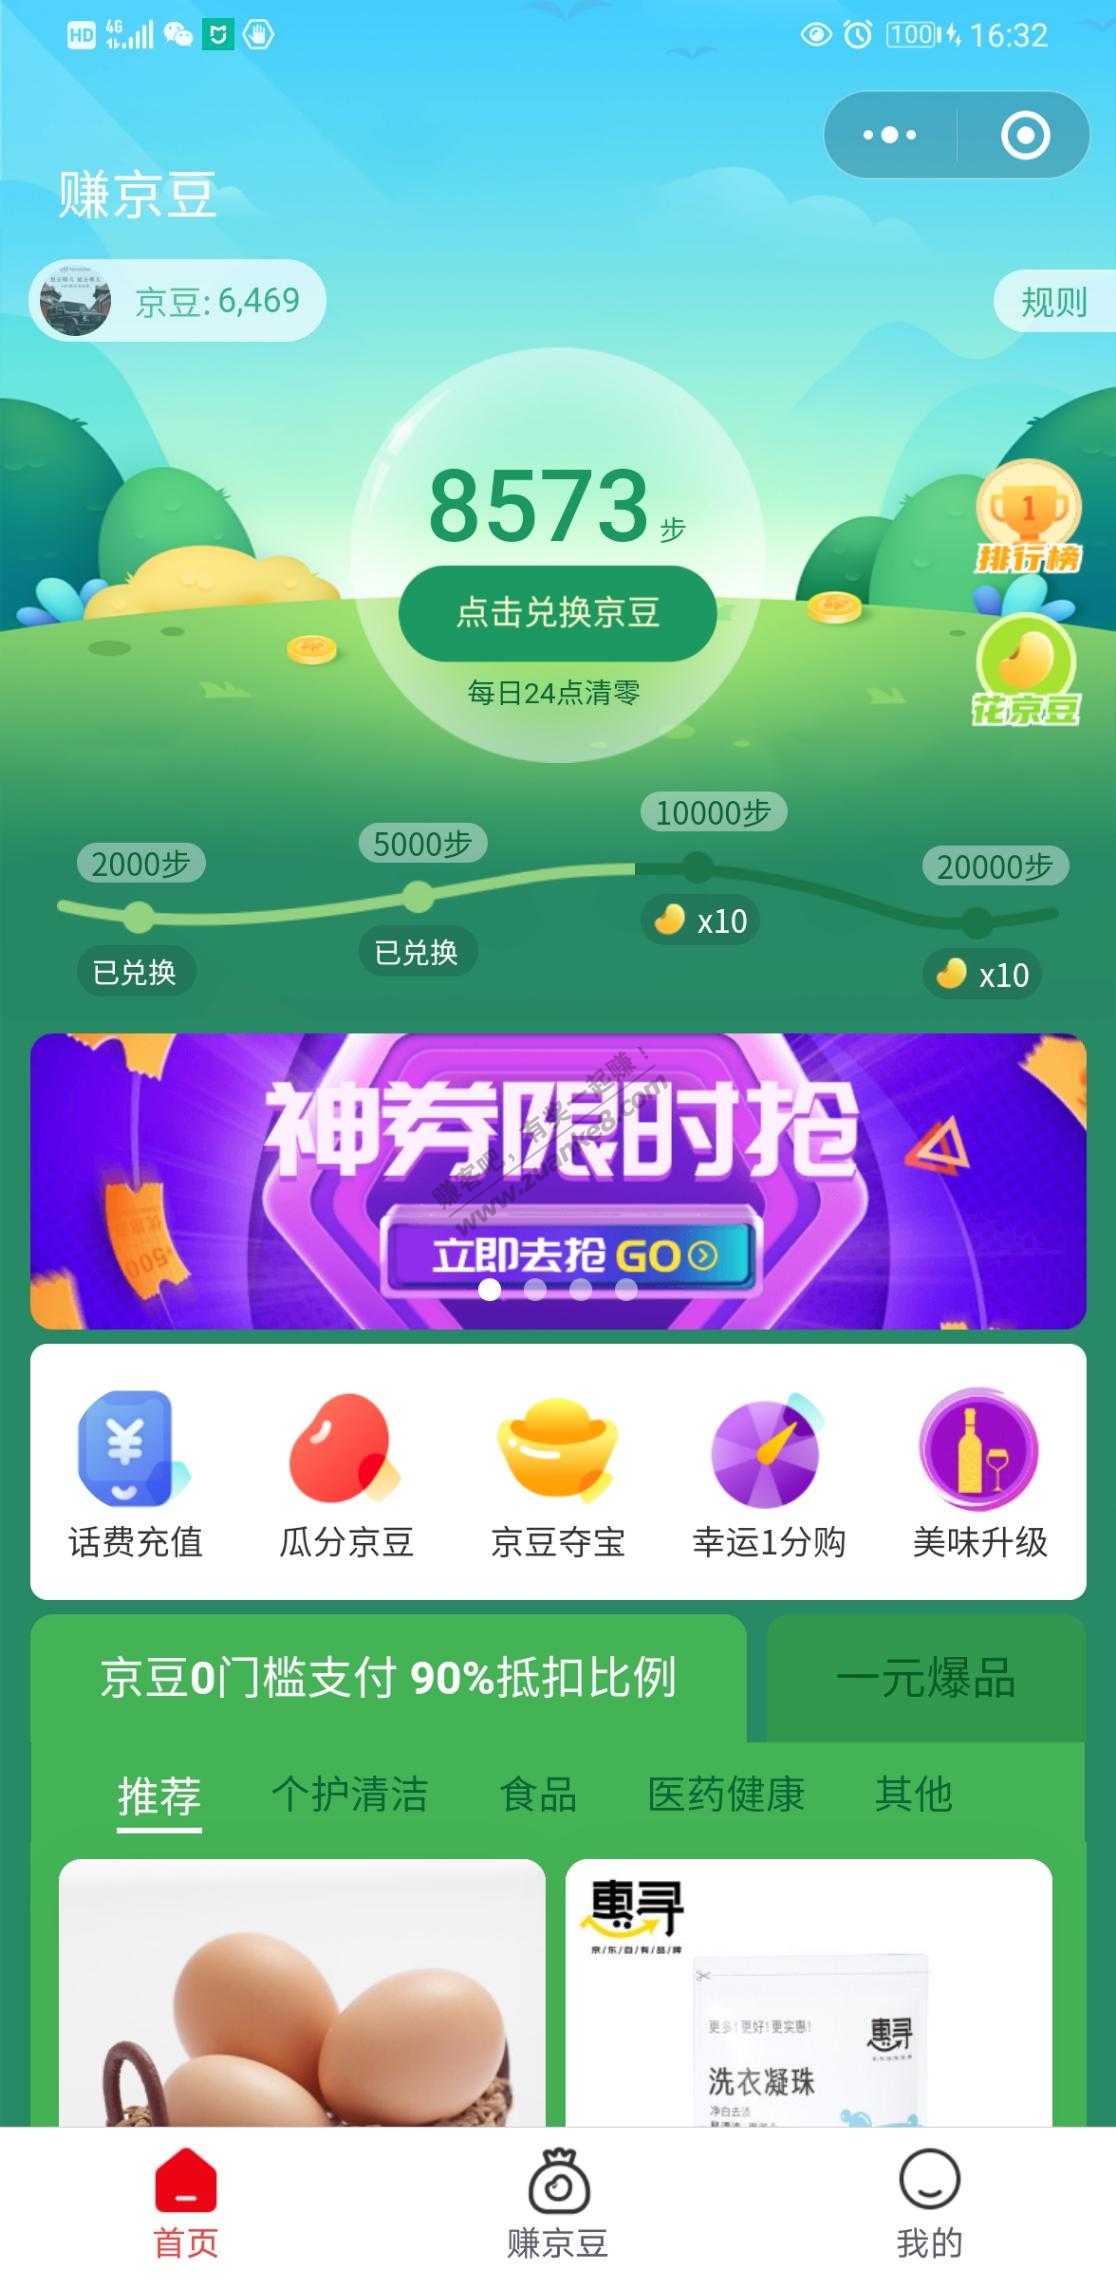 HD 4G 100 16:32
赚京豆
京豆: 6,469
规则
8573 步
点击兑换京豆
每日24点清零
1
排行榜
花京豆
2000步
5000步
10000步
20000步
已兑换
已兑换
x10
x10
神券限时抢
立即去抢 GO
500
赚客吧，有奖一起赚！
www.zuanke8.com
话费充值
瓜分京豆
京豆夺宝
幸运1分购
美味升级
京豆0门槛支付 90%抵扣比例
一元爆品
推荐
个护清洁
食品
医药健康
其他
惠寻
京/东/自/有/品/牌
更多! 更好! 更实惠!
惠寻
洗衣凝珠
净白去渍
首页
赚京豆
我的